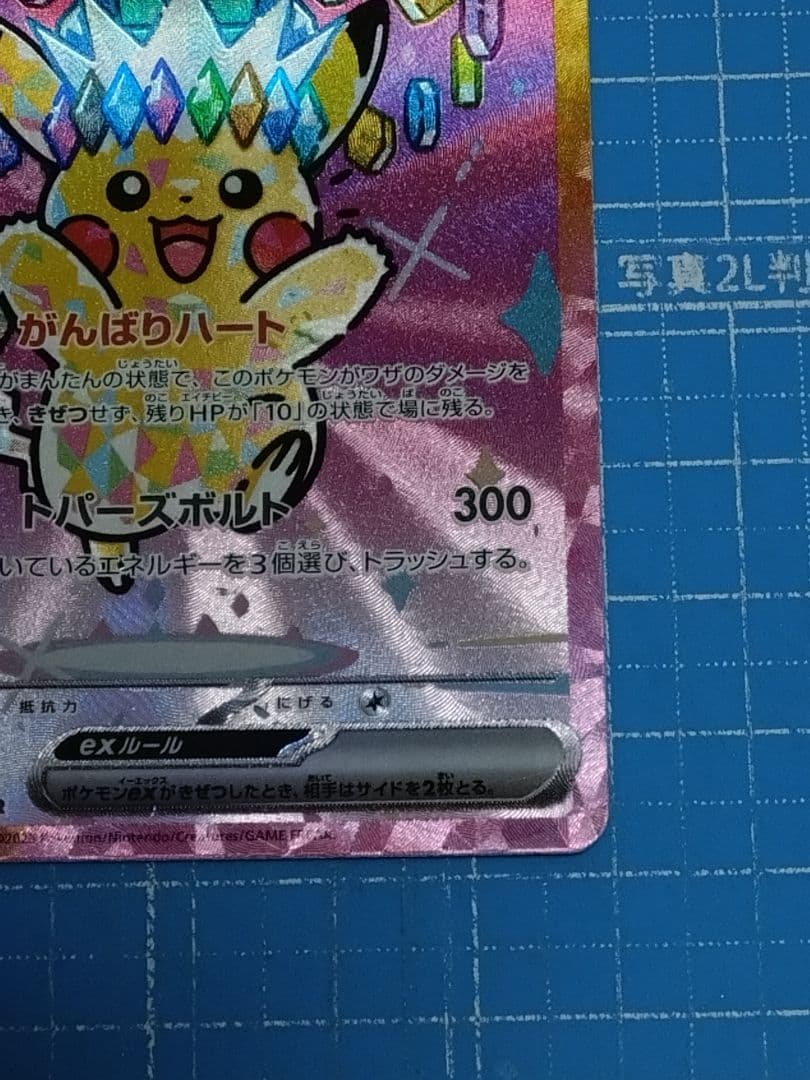 写真2L判
がんばりハート
じょうたい
がまんたんの状態で、このポケモンがワザのダメージを
のこ エイチピー じょうたい ば のこ
き、きぜつせず、残りHPが「10」の状態で場に残る。
トパーズボルト 300
こ えら
いているエネルギーを3個選び、トラッシュする。
抵抗力 にげる
exルール
イーエックス あいて まい
ポケモンexがきぜつしたとき、相手はサイドを2枚とる。
/Nintendo/Creatures/GAME FREAK.